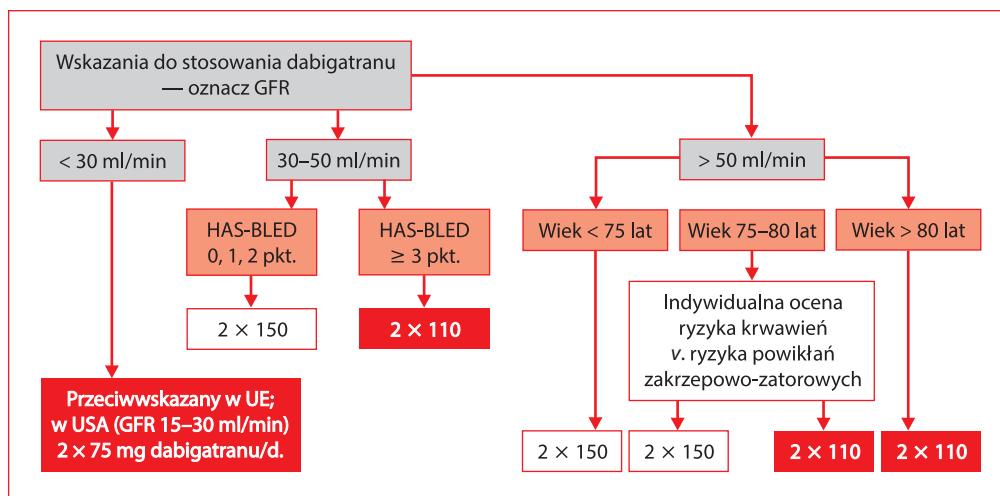 Wskazania do stosowania dabigatranu
— oznacz GFR
< 30 ml/min
30–50 ml/min
> 50 ml/min
HAS-BLED
0, 1, 2 pkt.
HAS-BLED
≥ 3 pkt.
Wiek < 75 lat
Wiek 75–80 lat
Wiek > 80 lat
2 × 150
2 × 110
Indywidualna ocena
ryzyka krwawień
v. ryzyka powikłań
zakrzepowo-zatorowych
Przeciwwskazany w UE;
w USA (GFR 15–30 ml/min)
2 × 75 mg dabigatranu/d.
2 × 150
2 × 150
2 × 110
2 × 110